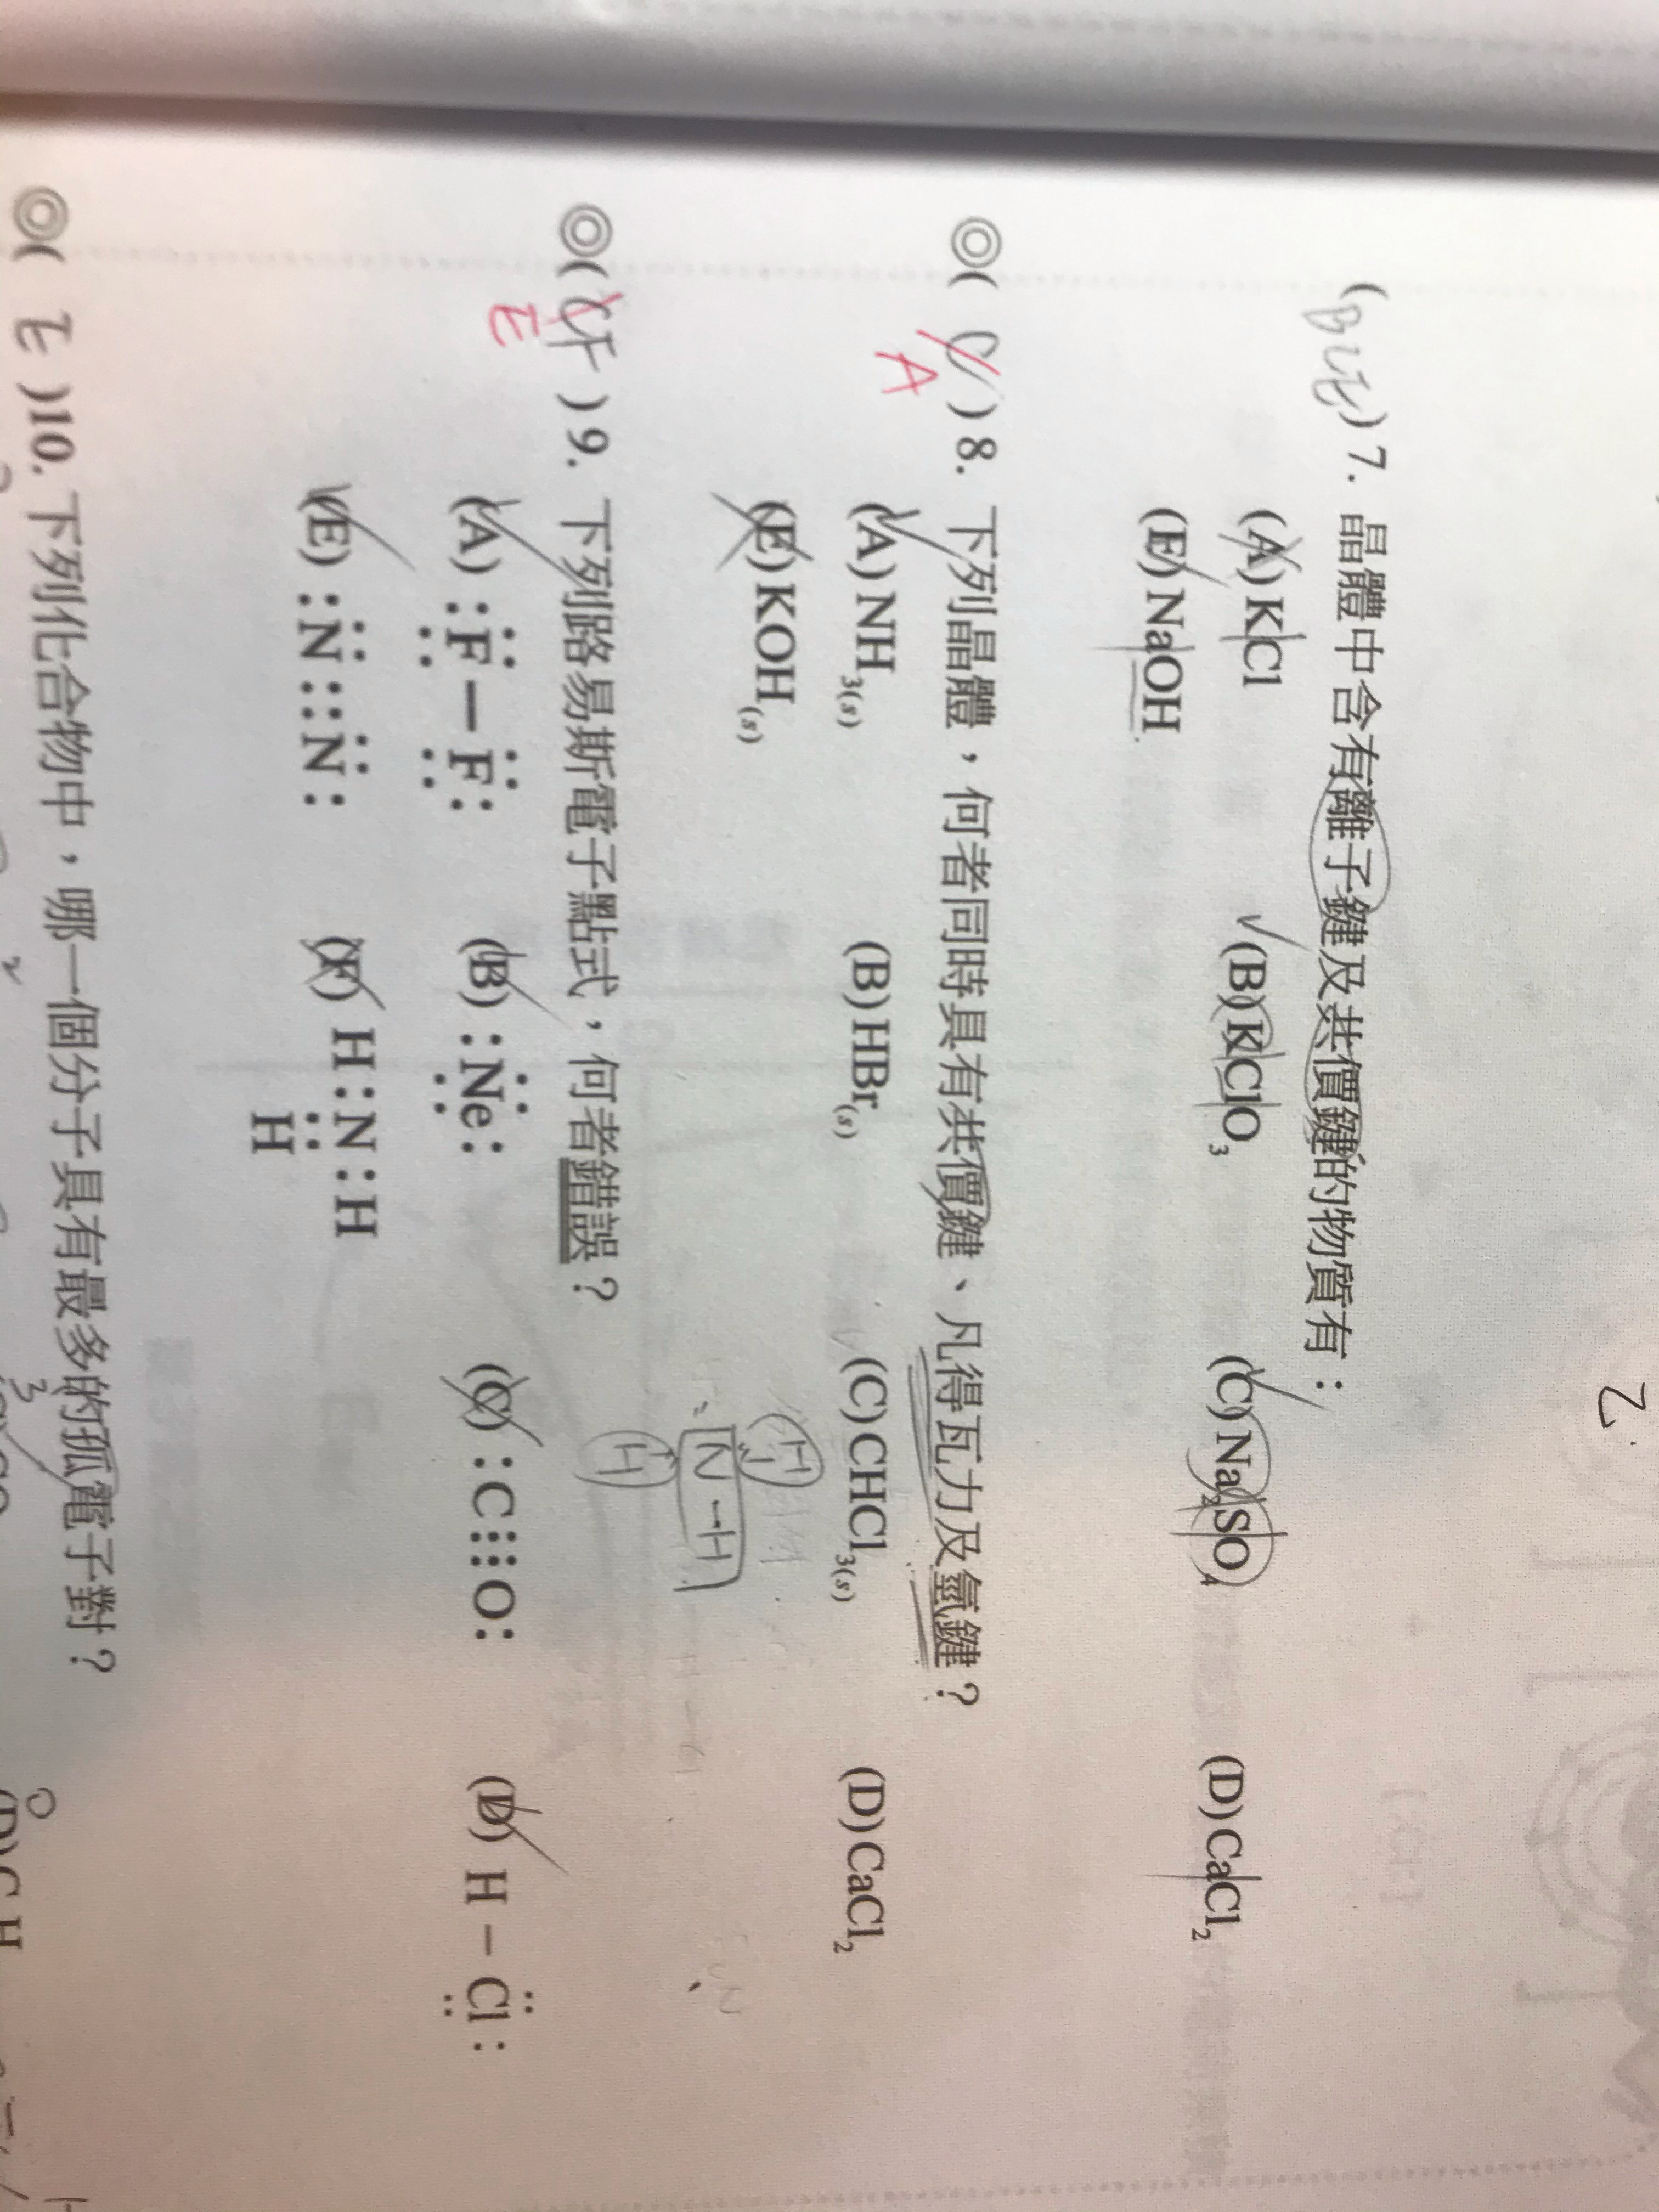 2.
(BCE) 7. 晶體中含有離子鍵及共價鍵的物質有：
(A) KCl (B) KClO₃ (C) Na₂SO₄ (D) CaCl₂
(E) NaOH
◎( C ) 8. 下列晶體，何者同時具有共價鍵、凡得瓦力及氫鍵？
A
(A) NH₃₍ₛ₎ (B) HBr₍ₛ₎ (C) CHCl₃₍ₛ₎ (D) CaCl₂
(E) KOH₍ₛ₎
H
N-H
H
◎( CF ) 9. 下列路易斯電子點式，何者錯誤？
E
(A) :F̤̈—F̤̈: (B) :N̤̈e: (C) :C⋮⋮O: (D) H－C̤̈l:
(E) :N̈:::N̈: (F) H:N:H
‥
H
◎( E )10. 下列化合物中，哪一個分子具有最多的孤電子對？
3
0